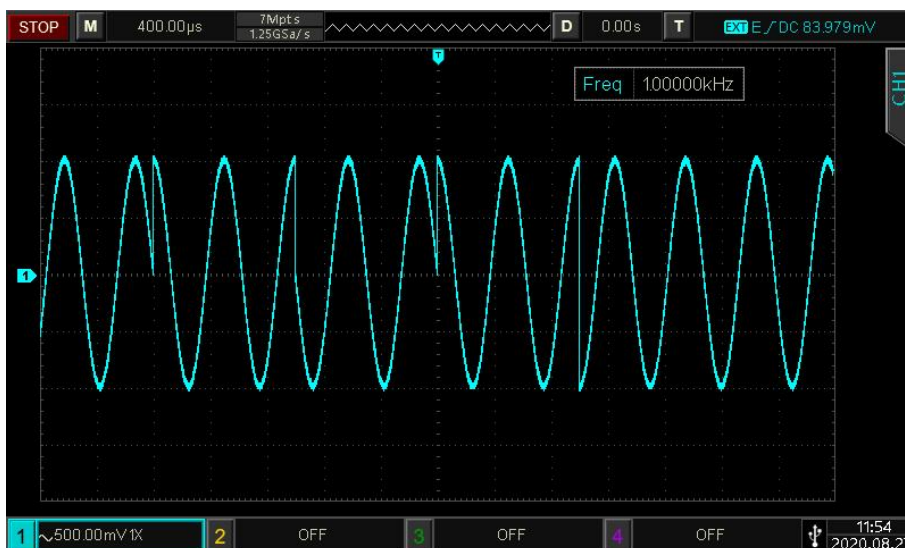 STOP M 400.00μs 7Mpts D 0.00s T EXT E DC 83.979mV
1.25GSa/s
T
Freq 1.00000kHz
CH1
1
1 500.00mV 1X 2 OFF 3 OFF 4 OFF 11:54